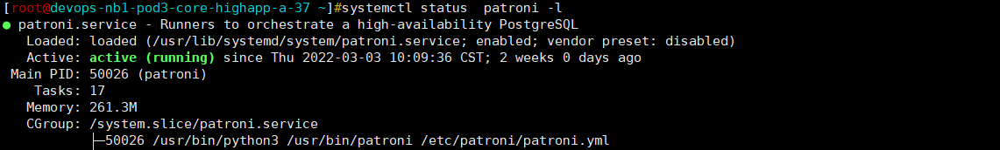 [root@devops-nb1-pod3-core-highapp-a-37 ~]#systemctl status  patroni -l
● patroni.service - Runners to orchestrate a high-availability PostgreSQL
   Loaded: loaded (/usr/lib/systemd/system/patroni.service; enabled; vendor preset: disabled)
   Active: active (running) since Thu 2022-03-03 10:09:36 CST; 2 weeks 0 days ago
 Main PID: 50026 (patroni)
    Tasks: 17
   Memory: 261.3M
   CGroup: /system.slice/patroni.service
           ├─50026 /usr/bin/python3 /usr/bin/patroni /etc/patroni/patroni.yml